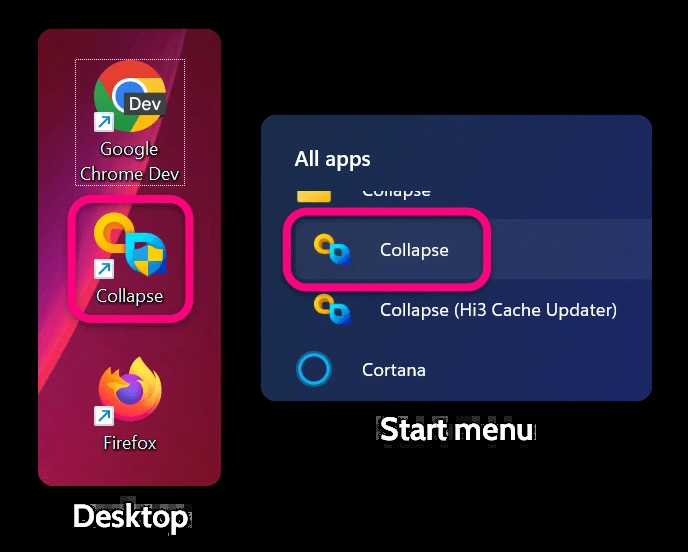 Dev
Google
Chrome Dev
Collapse
Firefox
Desktop
All apps
Collapse
Collapse
Collapse (Hi3 Cache Updater)
Cortana
Start menu